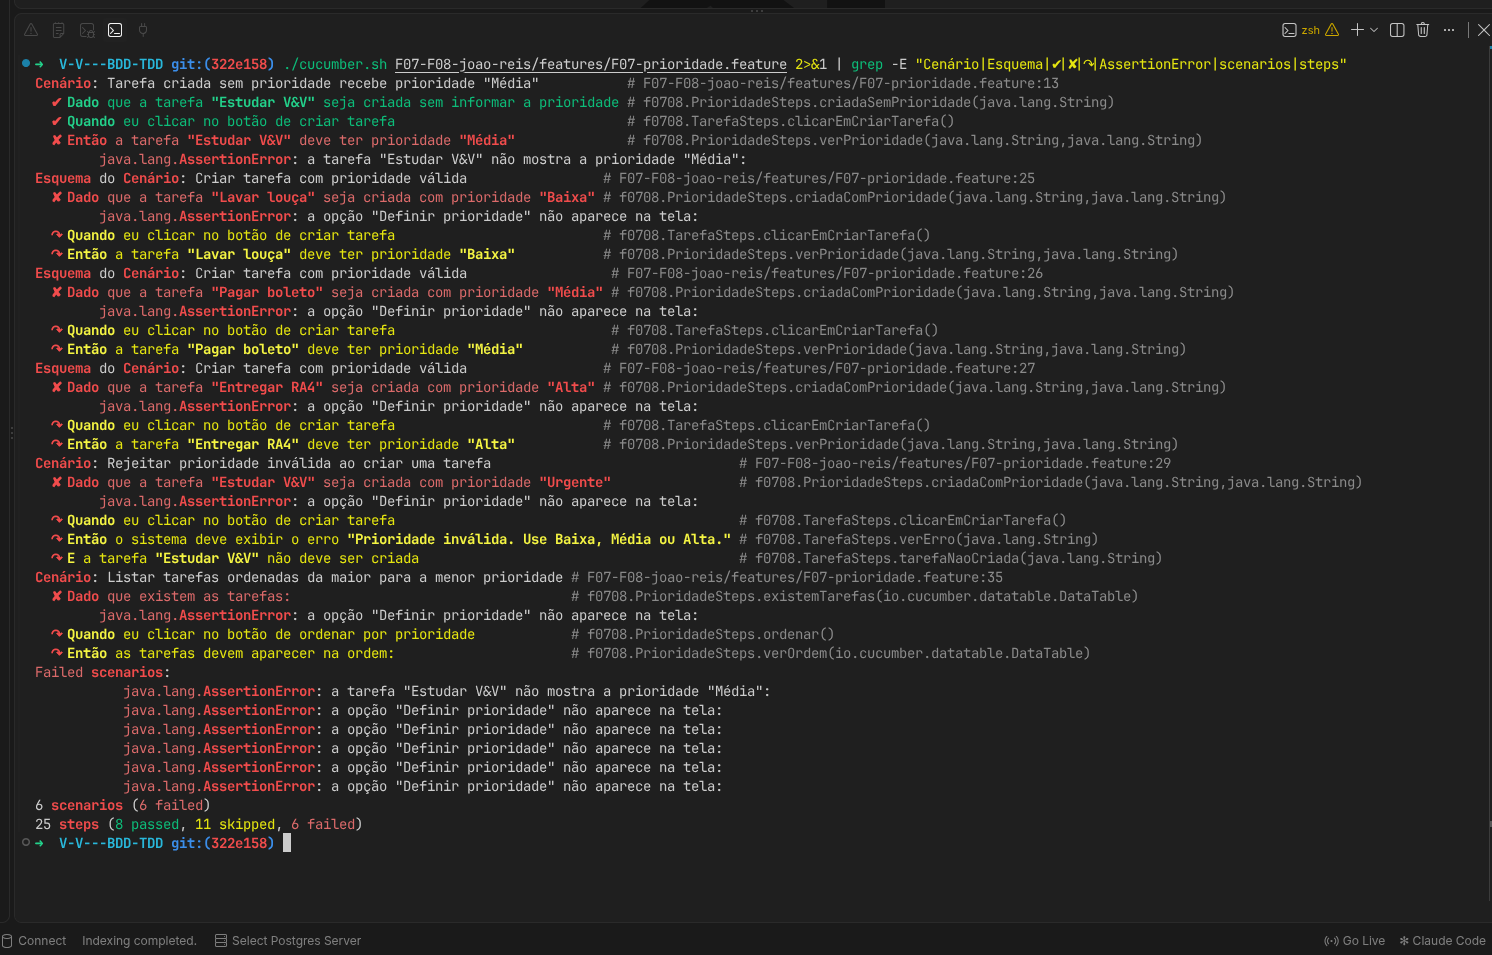 zsh
➜ V-V---BDD-TDD git:(322e158) ./cucumber.sh F07-F08-joao-reis/features/F07-prioridade.feature 2>&1 | grep -E "Cenário|Esquema|✔|✘|↷|AssertionError|scenarios|steps"
Cenário: Tarefa criada sem prioridade recebe prioridade "Média" # F07-F08-joao-reis/features/F07-prioridade.feature:13
✔ Dado que a tarefa "Estudar V&V" seja criada sem informar a prioridade # f0708.PrioridadeSteps.criadaSemPrioridade(java.lang.String)
✔ Quando eu clicar no botão de criar tarefa # f0708.TarefaSteps.clicarEmCriarTarefa()
✘ Então a tarefa "Estudar V&V" deve ter prioridade "Média" # f0708.PrioridadeSteps.verPrioridade(java.lang.String,java.lang.String)
java.lang.AssertionError: a tarefa "Estudar V&V" não mostra a prioridade "Média":
Esquema do Cenário: Criar tarefa com prioridade válida # F07-F08-joao-reis/features/F07-prioridade.feature:25
✘ Dado que a tarefa "Lavar louça" seja criada com prioridade "Baixa" # f0708.PrioridadeSteps.criadaComPrioridade(java.lang.String,java.lang.String)
java.lang.AssertionError: a opção "Definir prioridade" não aparece na tela:
↷ Quando eu clicar no botão de criar tarefa # f0708.TarefaSteps.clicarEmCriarTarefa()
↷ Então a tarefa "Lavar louça" deve ter prioridade "Baixa" # f0708.PrioridadeSteps.verPrioridade(java.lang.String,java.lang.String)
Esquema do Cenário: Criar tarefa com prioridade válida # F07-F08-joao-reis/features/F07-prioridade.feature:26
✘ Dado que a tarefa "Pagar boleto" seja criada com prioridade "Média" # f0708.PrioridadeSteps.criadaComPrioridade(java.lang.String,java.lang.String)
java.lang.AssertionError: a opção "Definir prioridade" não aparece na tela:
↷ Quando eu clicar no botão de criar tarefa # f0708.TarefaSteps.clicarEmCriarTarefa()
↷ Então a tarefa "Pagar boleto" deve ter prioridade "Média" # f0708.PrioridadeSteps.verPrioridade(java.lang.String,java.lang.String)
Esquema do Cenário: Criar tarefa com prioridade válida # F07-F08-joao-reis/features/F07-prioridade.feature:27
✘ Dado que a tarefa "Entregar RA4" seja criada com prioridade "Alta" # f0708.PrioridadeSteps.criadaComPrioridade(java.lang.String,java.lang.String)
java.lang.AssertionError: a opção "Definir prioridade" não aparece na tela:
↷ Quando eu clicar no botão de criar tarefa # f0708.TarefaSteps.clicarEmCriarTarefa()
↷ Então a tarefa "Entregar RA4" deve ter prioridade "Alta" # f0708.PrioridadeSteps.verPrioridade(java.lang.String,java.lang.String)
Cenário: Rejeitar prioridade inválida ao criar uma tarefa # F07-F08-joao-reis/features/F07-prioridade.feature:29
✘ Dado que a tarefa "Estudar V&V" seja criada com prioridade "Urgente" # f0708.PrioridadeSteps.criadaComPrioridade(java.lang.String,java.lang.String)
java.lang.AssertionError: a opção "Definir prioridade" não aparece na tela:
↷ Quando eu clicar no botão de criar tarefa # f0708.TarefaSteps.clicarEmCriarTarefa()
↷ Então o sistema deve exibir o erro "Prioridade inválida. Use Baixa, Média ou Alta." # f0708.TarefaSteps.verErro(java.lang.String)
↷ E a tarefa "Estudar V&V" não deve ser criada # f0708.TarefaSteps.tarefaNaoCriada(java.lang.String)
Cenário: Listar tarefas ordenadas da maior para a menor prioridade # F07-F08-joao-reis/features/F07-prioridade.feature:35
✘ Dado que existem as tarefas: # f0708.PrioridadeSteps.existemTarefas(io.cucumber.datatable.DataTable)
java.lang.AssertionError: a opção "Definir prioridade" não aparece na tela:
↷ Quando eu clicar no botão de ordenar por prioridade # f0708.PrioridadeSteps.ordenar()
↷ Então as tarefas devem aparecer na ordem: # f0708.PrioridadeSteps.verOrdem(io.cucumber.datatable.DataTable)
Failed scenarios:
java.lang.AssertionError: a tarefa "Estudar V&V" não mostra a prioridade "Média":
java.lang.AssertionError: a opção "Definir prioridade" não aparece na tela:
java.lang.AssertionError: a opção "Definir prioridade" não aparece na tela:
java.lang.AssertionError: a opção "Definir prioridade" não aparece na tela:
java.lang.AssertionError: a opção "Definir prioridade" não aparece na tela:
java.lang.AssertionError: a opção "Definir prioridade" não aparece na tela:
6 scenarios (6 failed)
25 steps (8 passed, 11 skipped, 6 failed)
➜ V-V---BDD-TDD git:(322e158)
Connect Indexing completed. Select Postgres Server Go Live Claude Code